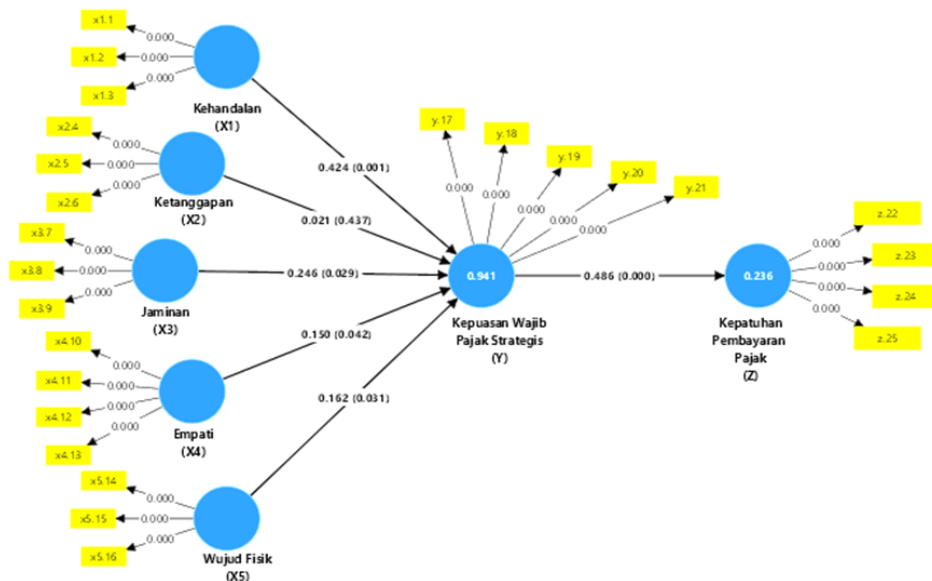 x1.1
0.000
x1.2
0.000
x1.3
0.000
Kehandalan
(X1)
x2.4
0.000
x2.5
0.000
x2.6
0.000
Ketanggapan
(X2)
x3.7
0.000
x3.8
0.000
x3.9
0.000
Jaminan
(X3)
x4.10
0.000
x4.11
0.000
x4.12
0.000
x4.13
0.000
Empati
(X4)
x5.14
0.000
x5.15
0.000
x5.16
0.000
Wujud Fisik
(X5)
0.424 (0.001)
0.021 (0.437)
0.246 (0.029)
0.150 (0.042)
0.162 (0.031)
y.17
y.18
y.19
y.20
y.21
0.000
0.000
0.000
0.000
0.000
0.941
Kepuasan Wajib
Pajak Strategis
(Y)
0.486 (0.000)
0.236
Kepatuhan
Pembayaran
Pajak
(Z)
z.22
0.000
z.23
0.000
z.24
0.000
z.25
0.000